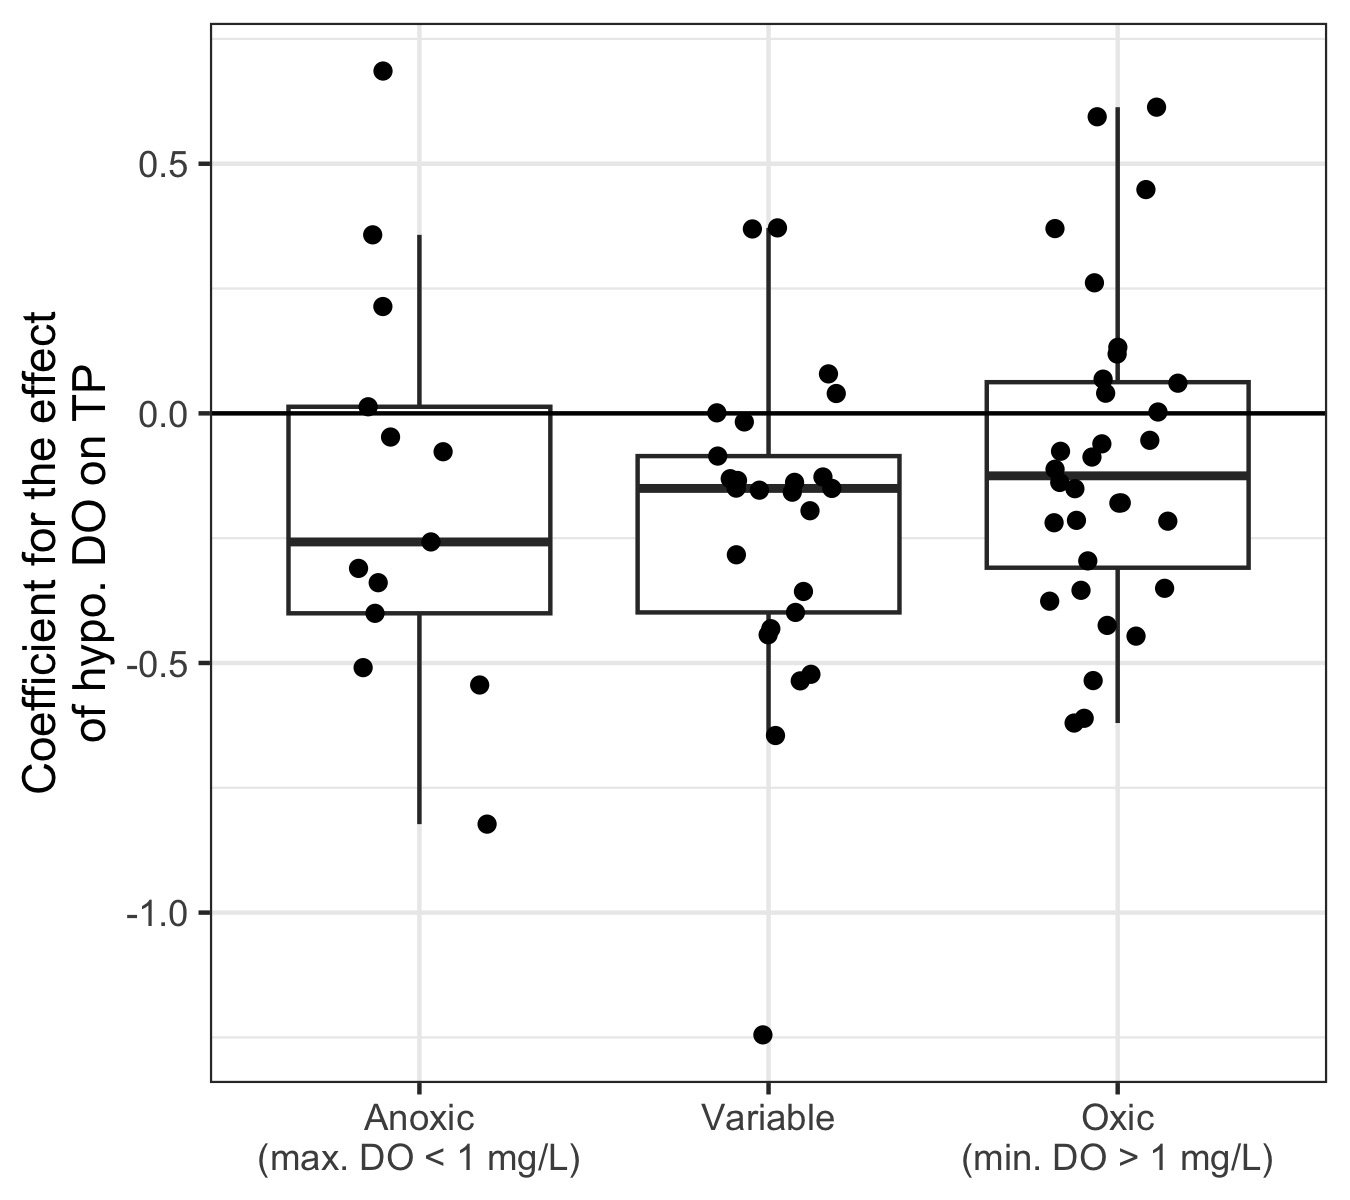 Coefficient for the effect
of hypo. DO on TP
0.5
0.0
-0.5
-1.0
Anoxic
(max. DO < 1 mg/L)
Variable
Oxic
(min. DO > 1 mg/L)